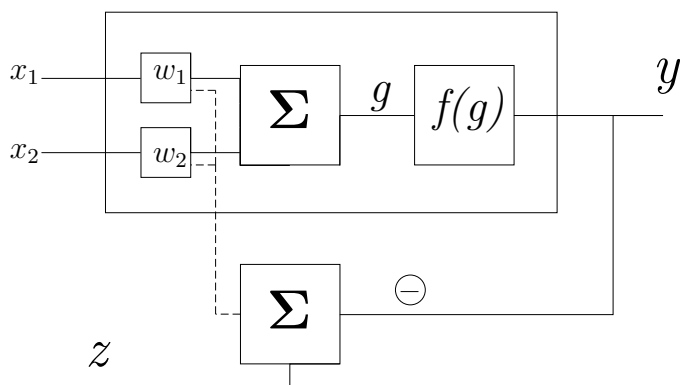 x₁ w₁ Σ g f(g) y
x₂ w₂
Σ −
z